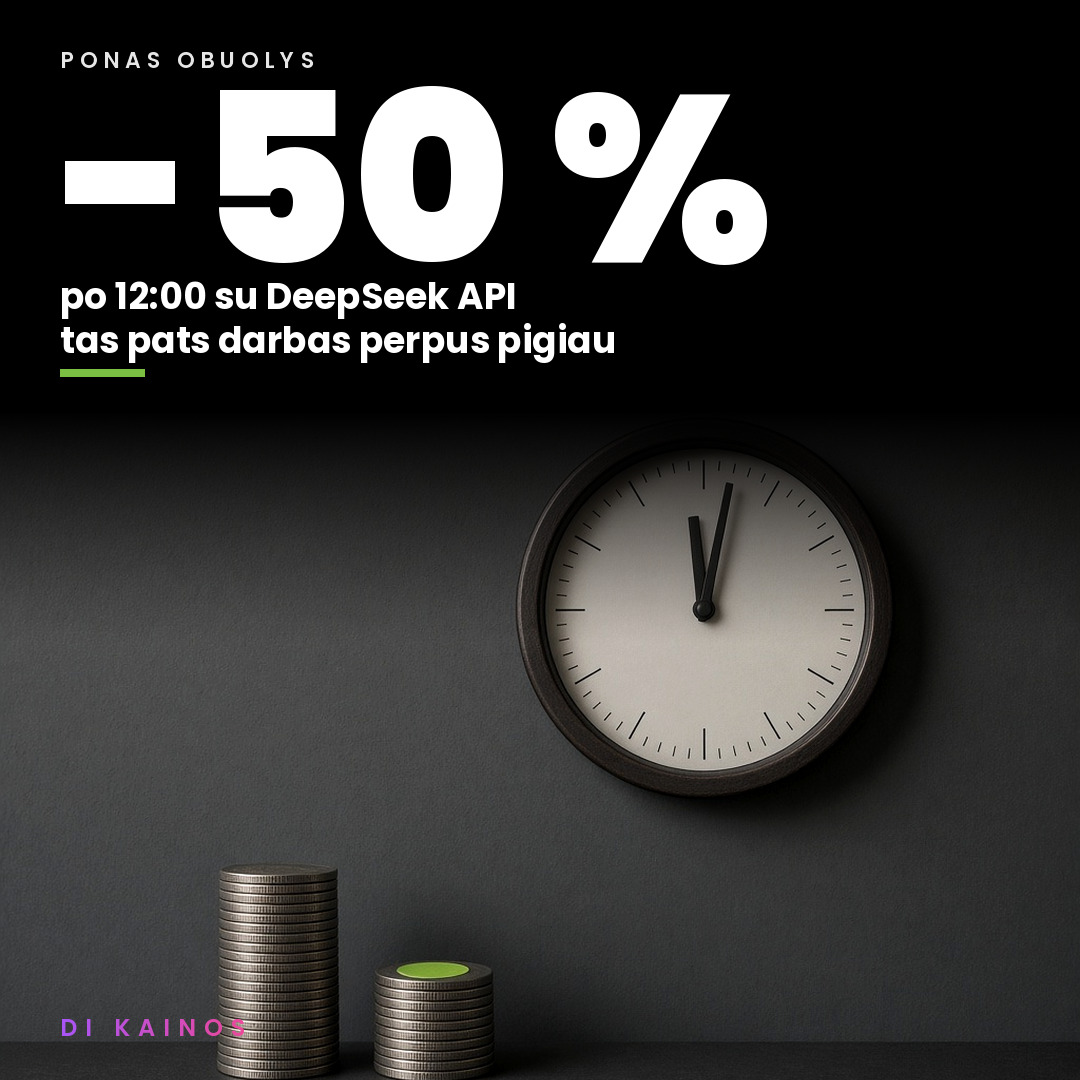 PONAS OBUOLYS
–50 %
po 12:00 su DeepSeek API
tas pats darbas perpus pigiau
DI KAINOS